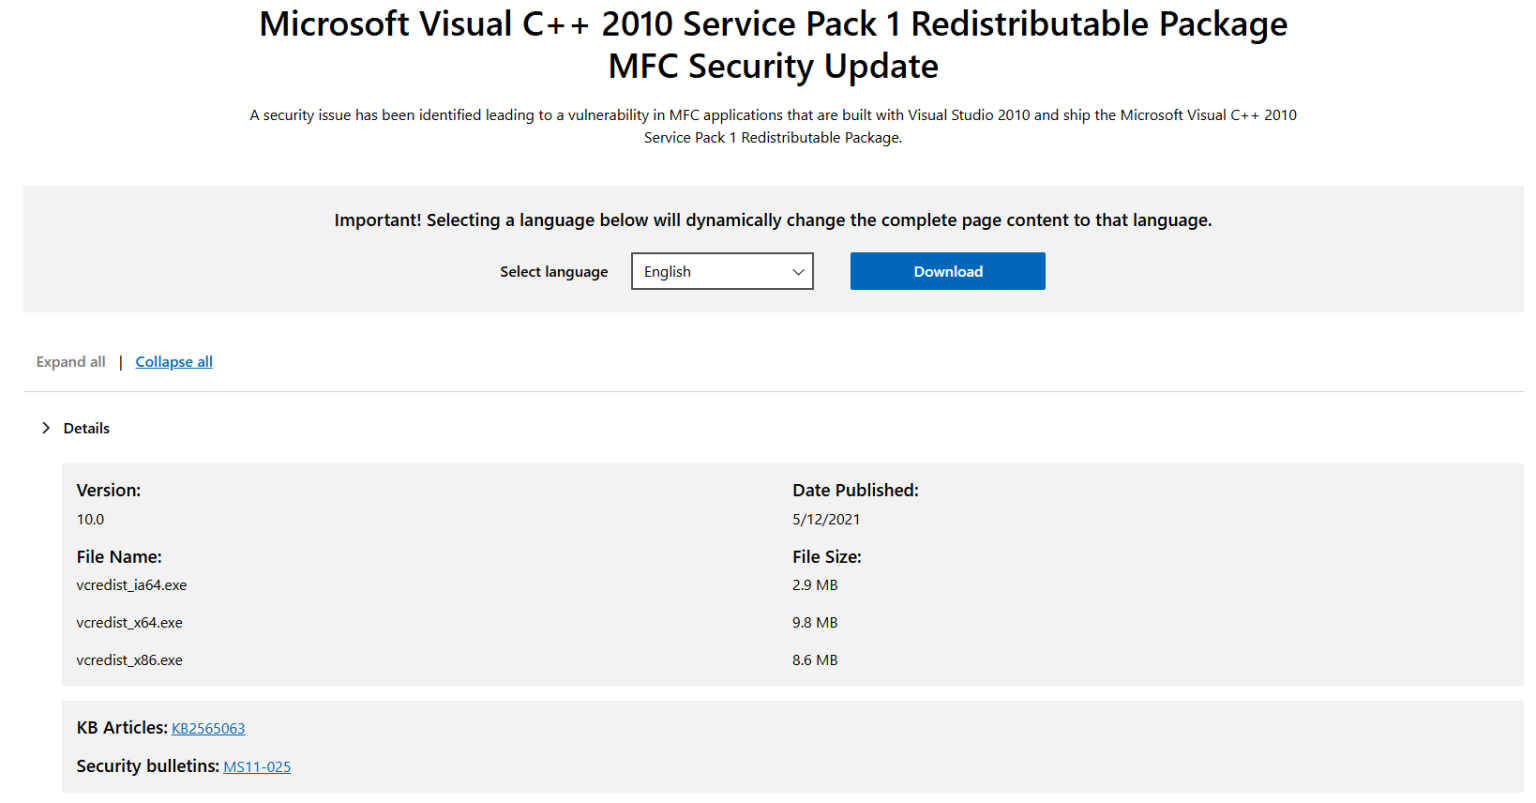 Microsoft Visual C++ 2010 Service Pack 1 Redistributable Package
MFC Security Update
A security issue has been identified leading to a vulnerability in MFC applications that are built with Visual Studio 2010 and ship the Microsoft Visual C++ 2010
Service Pack 1 Redistributable Package.
Important! Selecting a language below will dynamically change the complete page content to that language.
Select language English Download
Expand all | Collapse all
Details
Version: Date Published:
10.0 5/12/2021
File Name: File Size:
vcredist_ia64.exe 2.9 MB
vcredist_x64.exe 9.8 MB
vcredist_x86.exe 8.6 MB
KB Articles: KB2565063
Security bulletins: MS11-025